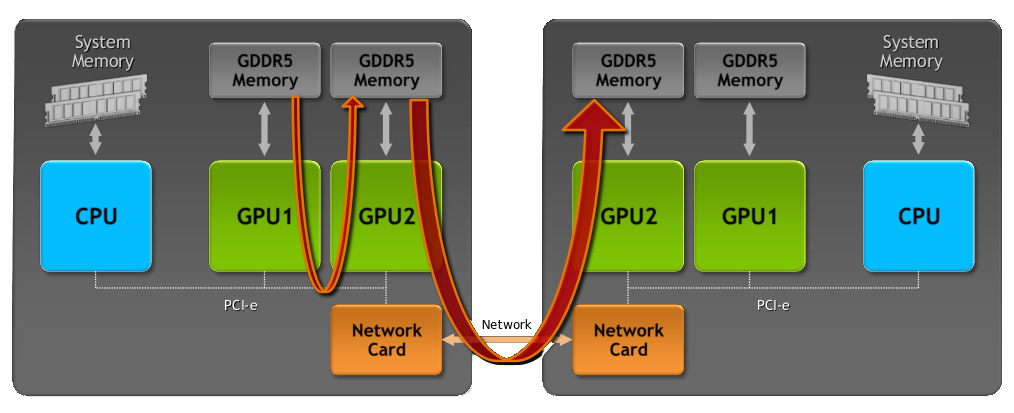 System
Memory
GDDR5
Memory
GDDR5
Memory
GDDR5
Memory
GDDR5
Memory
System
Memory
CPU
GPU1
GPU2
GPU2
GPU1
CPU
PCI-e
PCI-e
Network
Card
Network
Network
Card